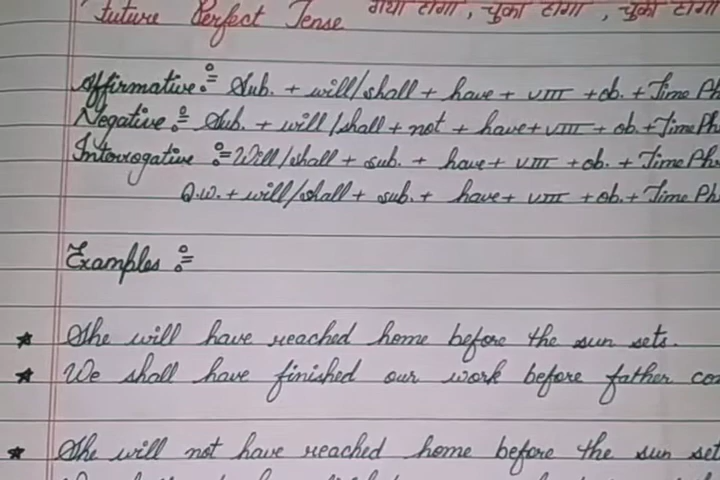 Future Perfect Tense गया होगा, चुका होगा, चुकी होगी
Affirmative:= Sub. + will/shall + have + VIII + ob. + Time Ph
Negative:= Sub. + will/shall + not + have + VIII + ob. + Time Ph
Interrogative:= Will/shall + sub. + have + VIII + ob. + Time Ph
Q.W. + will/shall + sub. + have + VIII + ob. + Time Ph
Examples:=
★ She will have reached home before the sun sets.
★ We shall have finished our work before father co
★ She will not have reached home before the sun set